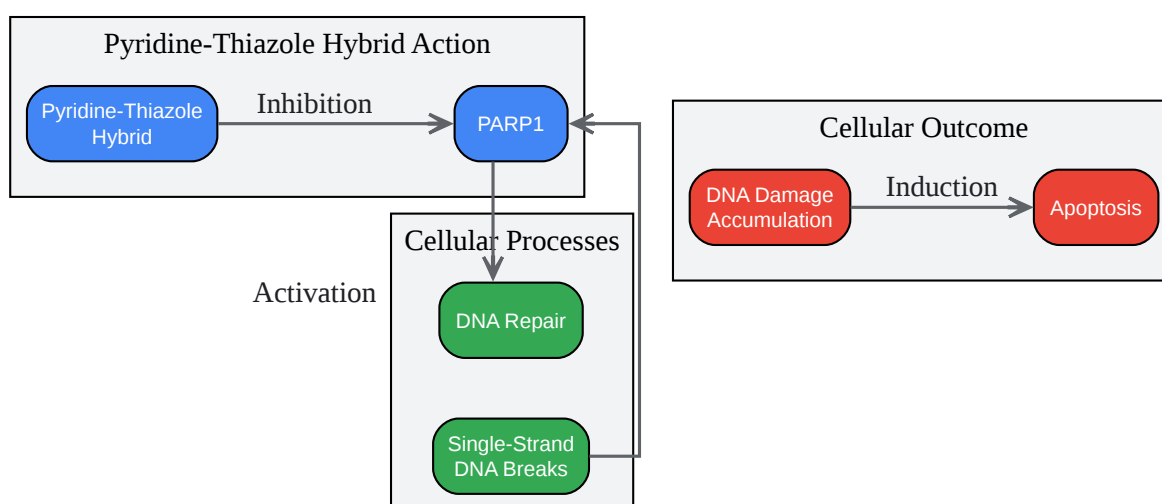 Pyridine-Thiazole Hybrid Action
Pyridine-Thiazole
Hybrid
Inhibition
PARP1
Cellular Outcome
DNA Damage
Accumulation
Induction
Apoptosis
Cellular Processes
Activation
DNA Repair
Single-Strand
DNA Breaks